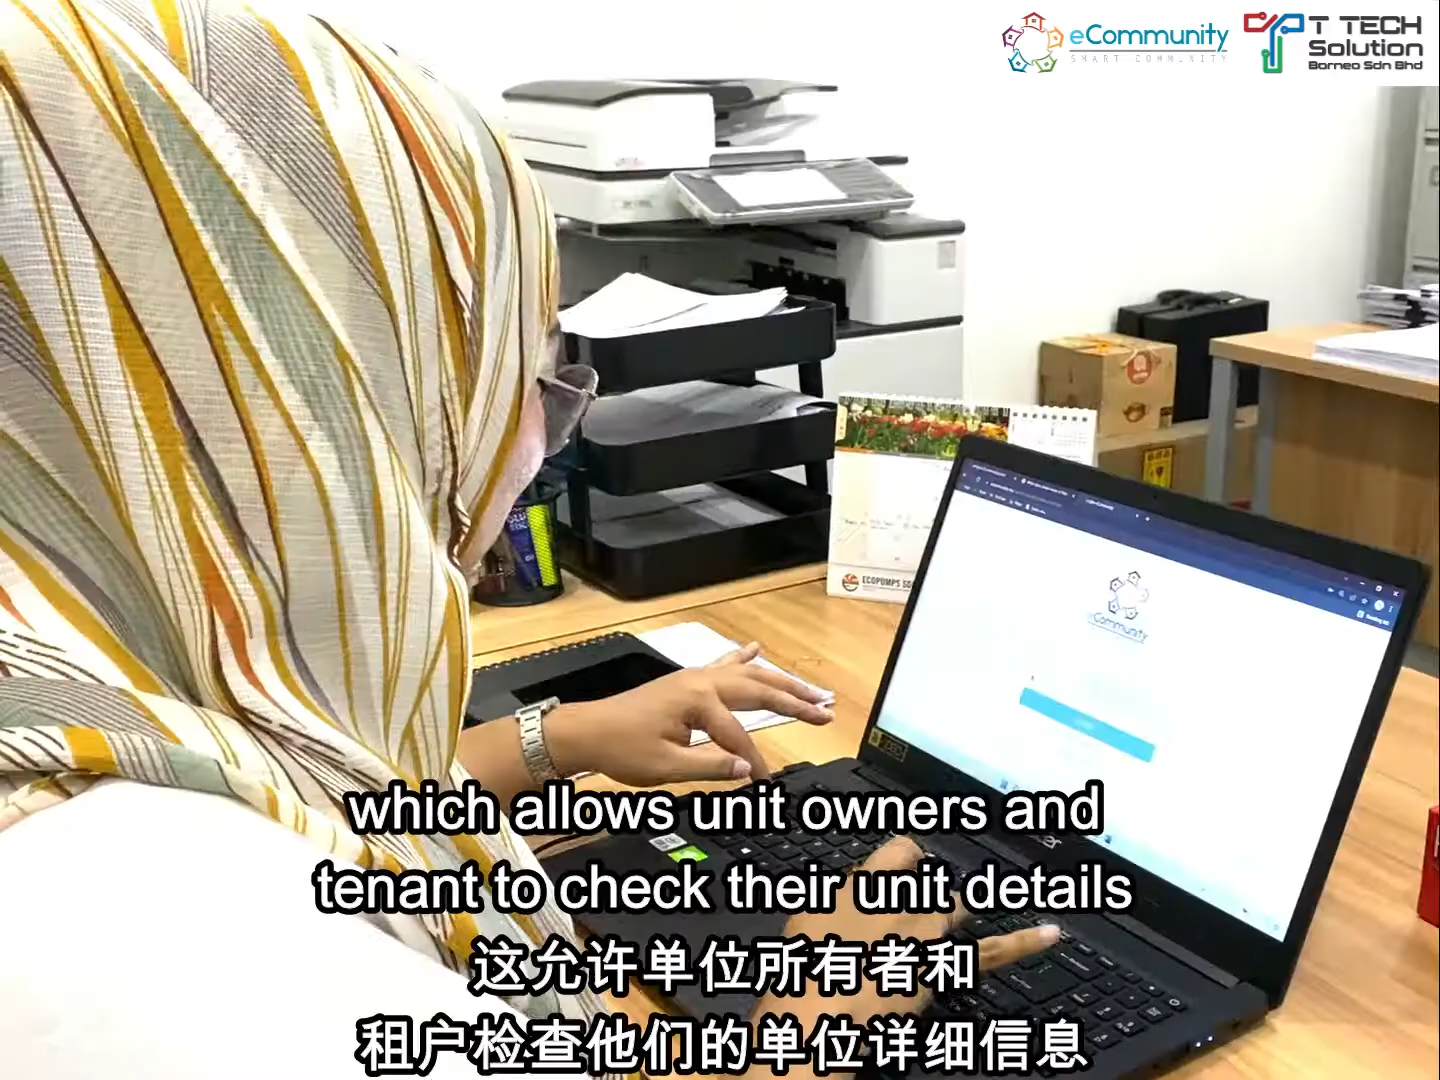 eCommunity
SMART COMMUNITY
T TECH
Solution
Borneo Sdn Bhd
ECOPUMPS
eCommunity
which allows unit owners and
tenant to check their unit details
这允许单位所有者和
租户检查他们的单位详细信息